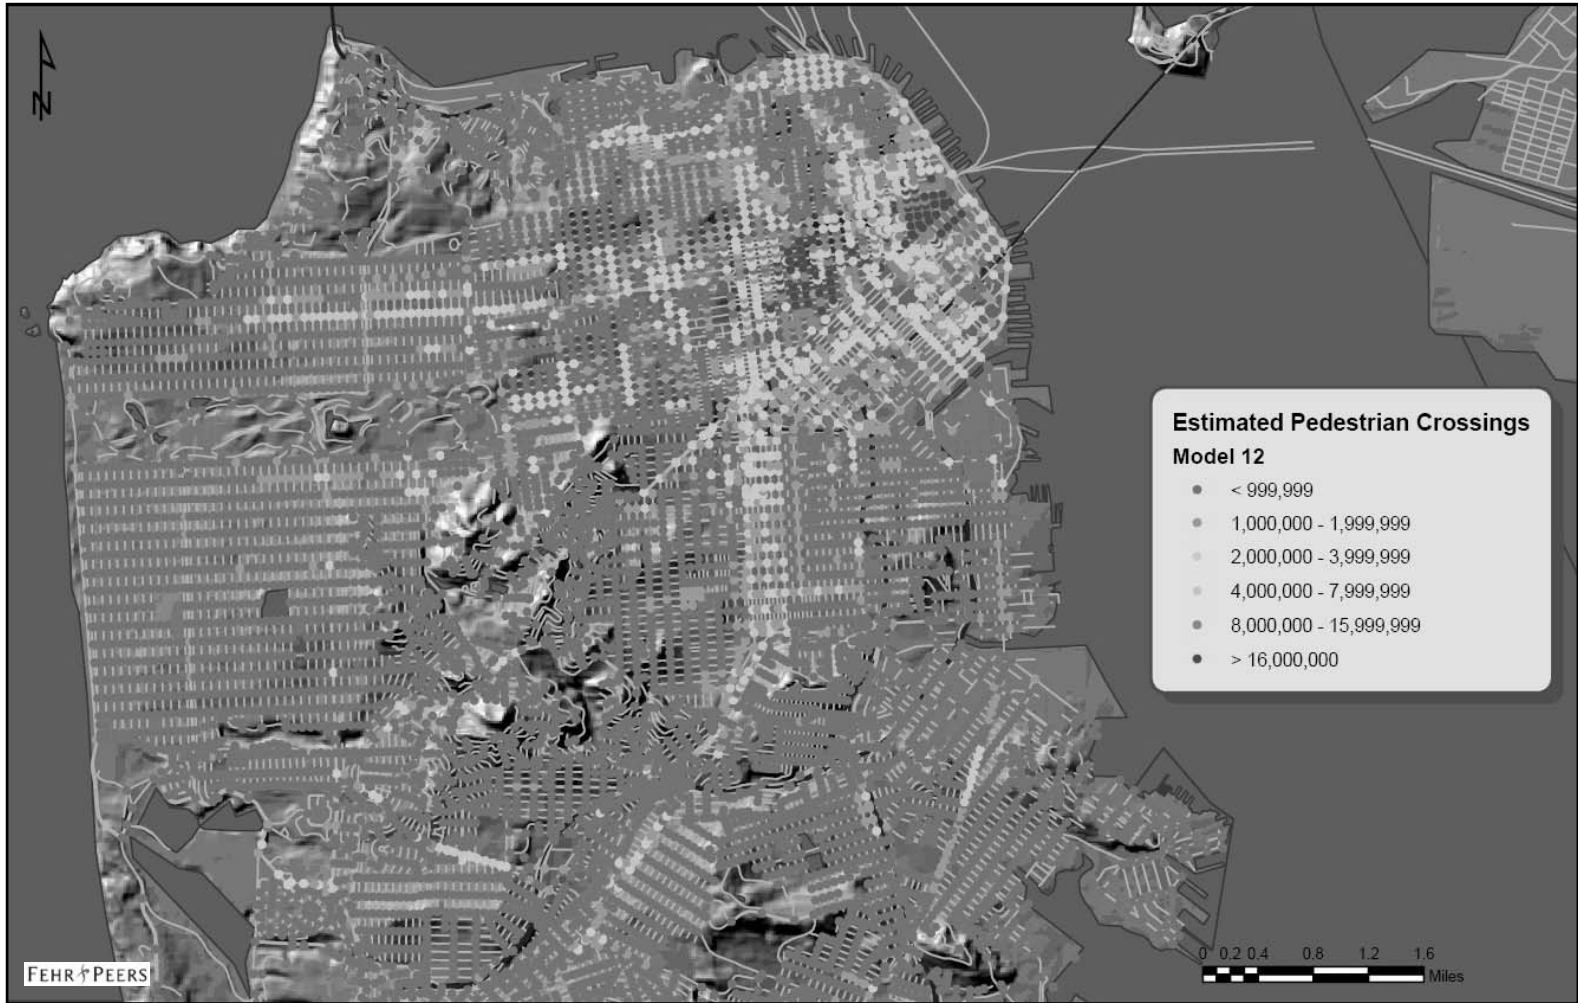 N
Estimated Pedestrian Crossings
Model 12
< 999,999
1,000,000 - 1,999,999
2,000,000 - 3,999,999
4,000,000 - 7,999,999
8,000,000 - 15,999,999
> 16,000,000
0 0.2 0.4 0.8 1.2 1.6
Miles
FEHR & PEERS